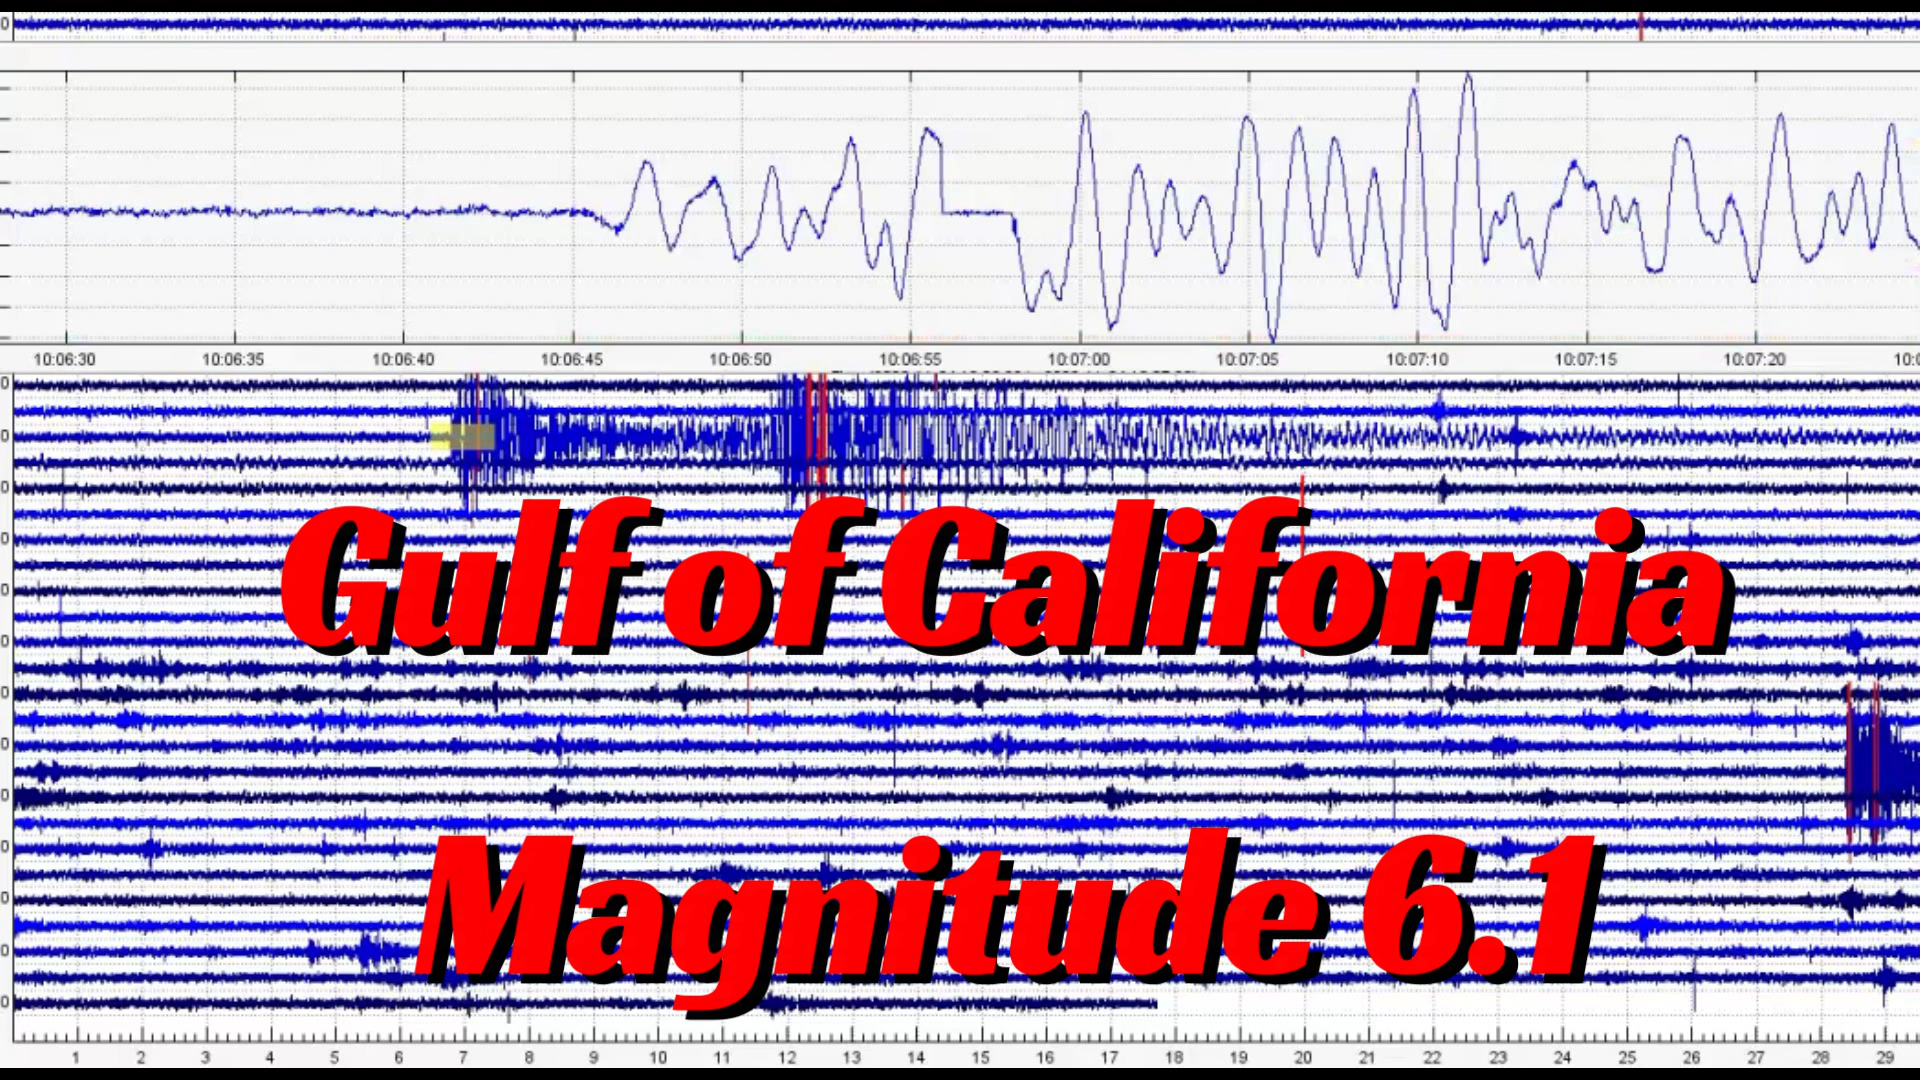 10:06:30 10:06:35 10:06:40 10:06:45 10:06:50 10:06:55 10:07:00 10:07:05 10:07:10 10:07:15 10:07:20
Gulf of California
Magnitude 6.1
1 2 3 4 5 6 7 8 9 10 11 12 13 14 15 16 17 18 19 20 21 22 23 24 25 26 27 28 29